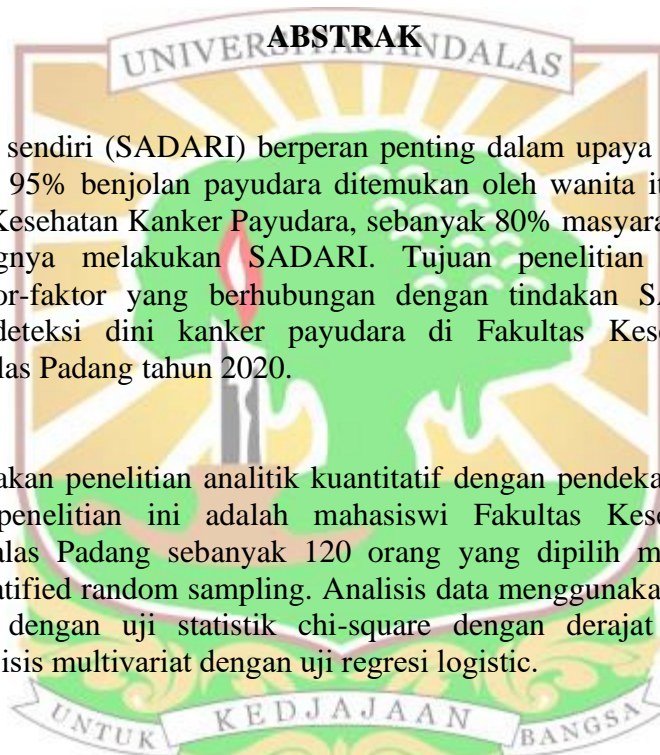 ABSTRAK
UNIVERSITAS ANDALAS
sendiri (SADARI) berperan penting dalam upaya
95% benjolan payudara ditemukan oleh wanita it
Kesehatan Kanker Payudara, sebanyak 80% masyara
gnya melakukan SADARI. Tujuan penelitian
or-faktor yang berhubungan dengan tindakan SA
deteksi dini kanker payudara di Fakultas Kese
las Padang tahun 2020.
akan penelitian analitik kuantitatif dengan pendeka
penelitian ini adalah mahasiswi Fakultas Kese
alas Padang sebanyak 120 orang yang dipilih m
atified random sampling. Analisis data menggunaka
dengan uji statistik chi-square dengan derajat
isis multivariat dengan uji regresi logistic.
UNTUK KEDJAJAAN BANGSA